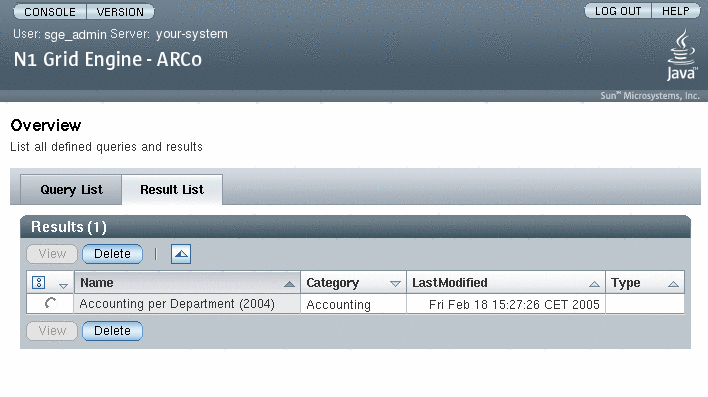 CONSOLE VERSION LOG OUT HELP
User: sge_admin Server: your-system
N1 Grid Engine - ARCo
Java™
Sun™ Microsystems, Inc.
Overview
List all defined queries and results
Query List Result List
Results (1)
View Delete
Name Category LastModified Type
Accounting per Department (2004) Accounting Fri Feb 18 15:27:26 CET 2005
View Delete